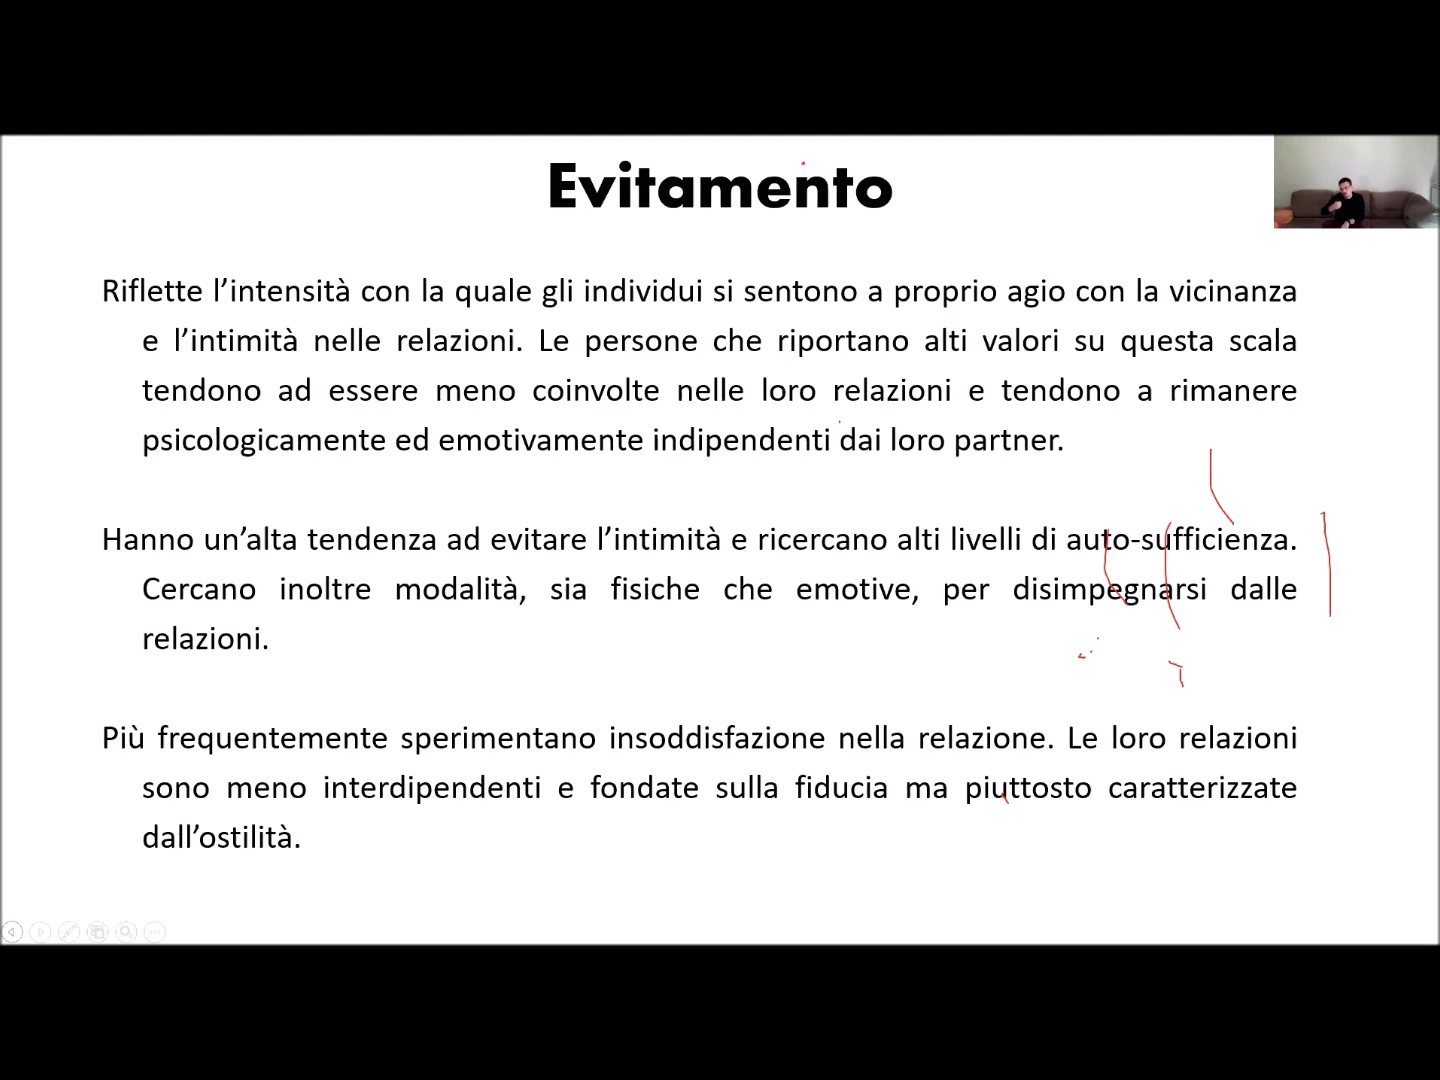 Evitamento
Riflette l’intensità con la quale gli individui si sentono a proprio agio con la vicinanza
e l’intimità nelle relazioni. Le persone che riportano alti valori su questa scala
tendono ad essere meno coinvolte nelle loro relazioni e tendono a rimanere
psicologicamente ed emotivamente indipendenti dai loro partner.
Hanno un’alta tendenza ad evitare l’intimità e ricercano alti livelli di auto-sufficienza.
Cercano inoltre modalità, sia fisiche che emotive, per disimpegnarsi dalle
relazioni.
Più frequentemente sperimentano insoddisfazione nella relazione. Le loro relazioni
sono meno interdipendenti e fondate sulla fiducia ma piuttosto caratterizzate
dall’ostilità.